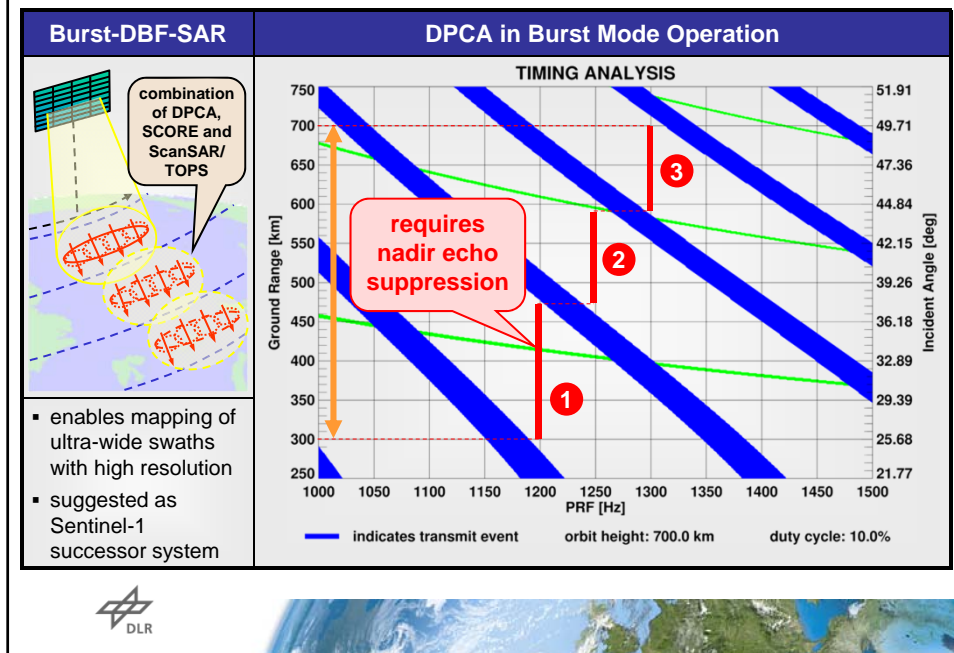 Burst-DBF-SAR
DPCA in Burst Mode Operation
combination
of DPCA,
SCORE and
ScanSAR/
TOPS
▪ enables mapping of
ultra-wide swaths
with high resolution
▪ suggested as
Sentinel-1
successor system
TIMING ANALYSIS
Ground Range [km]
750
700
650
600
550
500
450
400
350
300
250
requires
nadir echo
suppression
3
2
1
51.91
49.71
47.36
44.84
42.15
39.26
36.18
32.89
29.39
25.68
21.77
Incident Angle [deg]
1000 1050 1100 1150 1200 1250 1300 1350 1400 1450 1500
PRF [Hz]
indicates transmit event orbit height: 700.0 km duty cycle: 10.0%
DLR